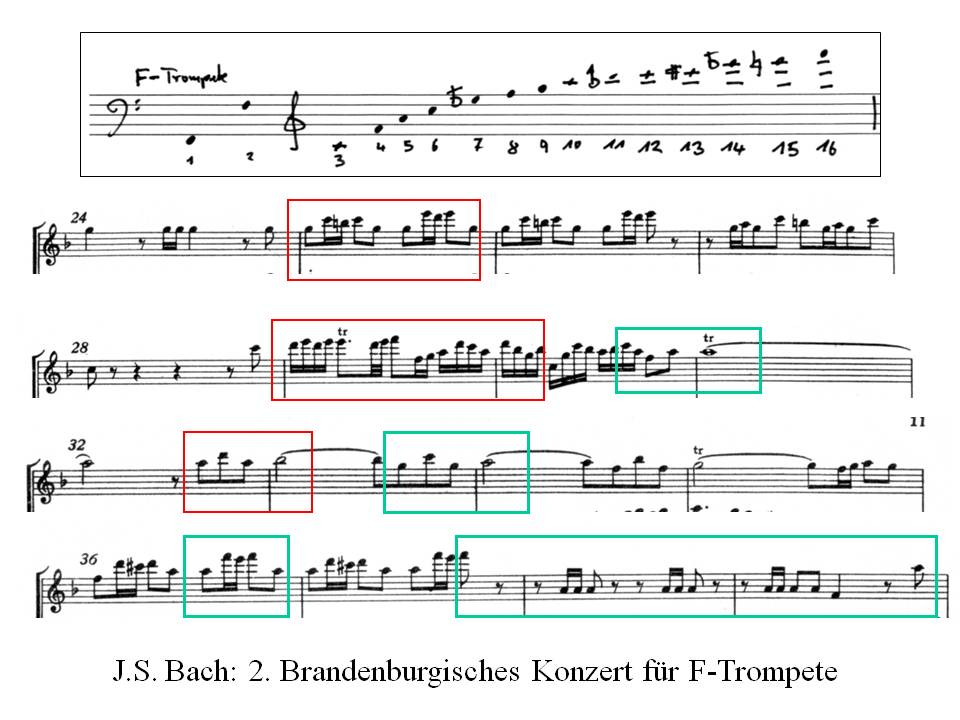 F-Trompete
1 2 3 4 5 6 7 8 9 10 11 12 13 14 15 16
24
28
tr
tr
11
32
tr
36
J.S. Bach: 2. Brandenburgisches Konzert für F-Trompete